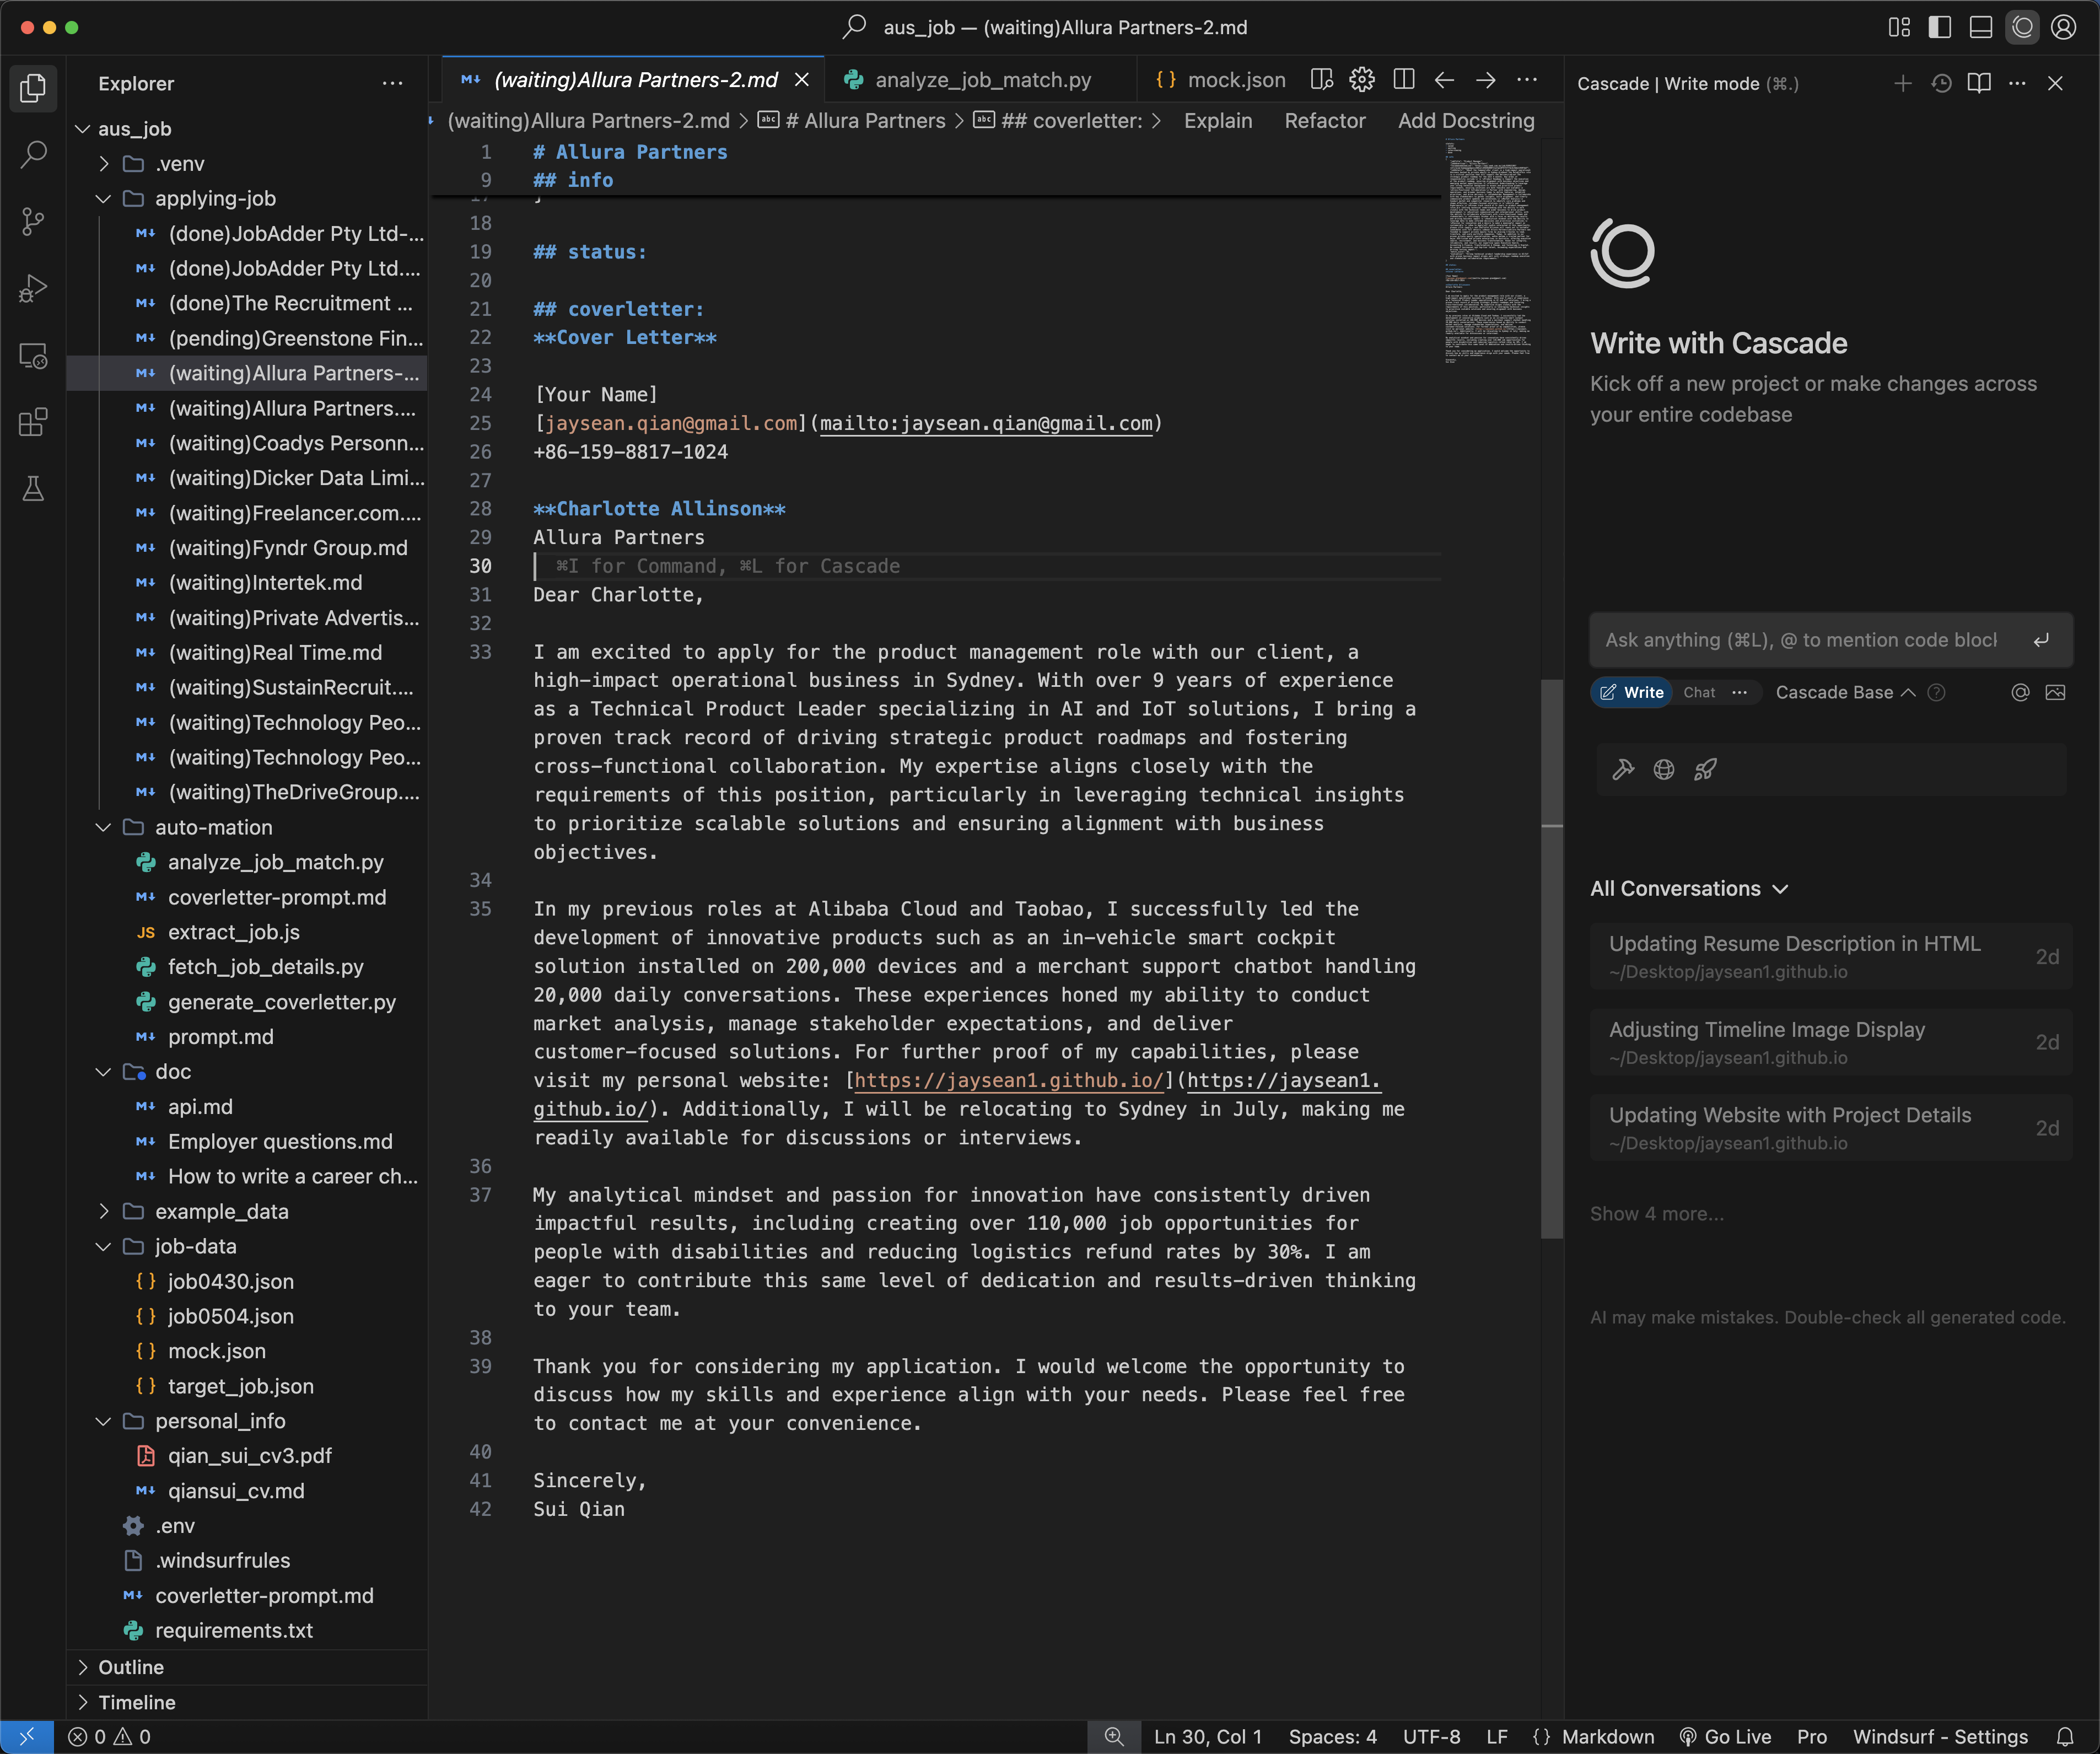 aus_job — (waiting)Allura Partners-2.md
Explorer
aus_job
.venv
applying-job
(done)JobAdder Pty Ltd-...
(done)JobAdder Pty Ltd....
(done)The Recruitment ...
(pending)Greenstone Fin...
(waiting)Allura Partners-...
(waiting)Allura Partners....
(waiting)Coadys Personn...
(waiting)Dicker Data Limi...
(waiting)Freelancer.com....
(waiting)Fyndr Group.md
(waiting)Intertek.md
(waiting)Private Advertis...
(waiting)Real Time.md
(waiting)SustainRecruit....
(waiting)Technology Peo...
(waiting)Technology Peo...
(waiting)TheDriveGroup....
auto-mation
analyze_job_match.py
coverletter-prompt.md
JS extract_job.js
fetch_job_details.py
generate_coverletter.py
prompt.md
doc
api.md
Employer questions.md
How to write a career ch...
example_data
job-data
{ } job0430.json
{ } job0504.json
{ } mock.json
{ } target_job.json
personal_info
qian_sui_cv3.pdf
qiansui_cv.md
.env
.windsurfrules
coverletter-prompt.md
requirements.txt
Outline
Timeline
(waiting)Allura Partners-2.md
analyze_job_match.py
{ } mock.json
(waiting)Allura Partners-2.md > # Allura Partners > ## coverletter: >
Explain Refactor Add Docstring
1 # Allura Partners
9 ## info
18
19 ## status:
20
21 ## coverletter:
22 **Cover Letter**
23
24 [Your Name]
25 [jaysean.qian@gmail.com](mailto:jaysean.qian@gmail.com)
26 +86-159-8817-1024
27
28 **Charlotte Allinson**
29 Allura Partners
30 ⌘I for Command, ⌘L for Cascade
31 Dear Charlotte,
32
33 I am excited to apply for the product management role with our client, a
high-impact operational business in Sydney. With over 9 years of experience
as a Technical Product Leader specializing in AI and IoT solutions, I bring a
proven track record of driving strategic product roadmaps and fostering
cross-functional collaboration. My expertise aligns closely with the
requirements of this position, particularly in leveraging technical insights
to prioritize scalable solutions and ensuring alignment with business
objectives.
34
35 In my previous roles at Alibaba Cloud and Taobao, I successfully led the
development of innovative products such as an in-vehicle smart cockpit
solution installed on 200,000 devices and a merchant support chatbot handling
20,000 daily conversations. These experiences honed my ability to conduct
market analysis, manage stakeholder expectations, and deliver
customer-focused solutions. For further proof of my capabilities, please
visit my personal website: [https://jaysean1.github.io/](https://jaysean1.
github.io/). Additionally, I will be relocating to Sydney in July, making me
readily available for discussions or interviews.
36
37 My analytical mindset and passion for innovation have consistently driven
impactful results, including creating over 110,000 job opportunities for
people with disabilities and reducing logistics refund rates by 30%. I am
eager to contribute this same level of dedication and results-driven thinking
to your team.
38
39 Thank you for considering my application. I would welcome the opportunity to
discuss how my skills and experience align with your needs. Please feel free
to contact me at your convenience.
40
41 Sincerely,
42 Sui Qian
Cascade | Write mode (⌘.)
Write with Cascade
Kick off a new project or make changes across
your entire codebase
Ask anything (⌘L), @ to mention code block
Write Chat ... Cascade Base
All Conversations
Updating Resume Description in HTML
~/Desktop/jaysean1.github.io
2d
Adjusting Timeline Image Display
~/Desktop/jaysean1.github.io
2d
Updating Website with Project Details
~/Desktop/jaysean1.github.io
2d
Show 4 more...
AI may make mistakes. Double-check all generated code.
0 0
Ln 30, Col 1 Spaces: 4 UTF-8 LF { } Markdown Go Live Pro Windsurf - Settings